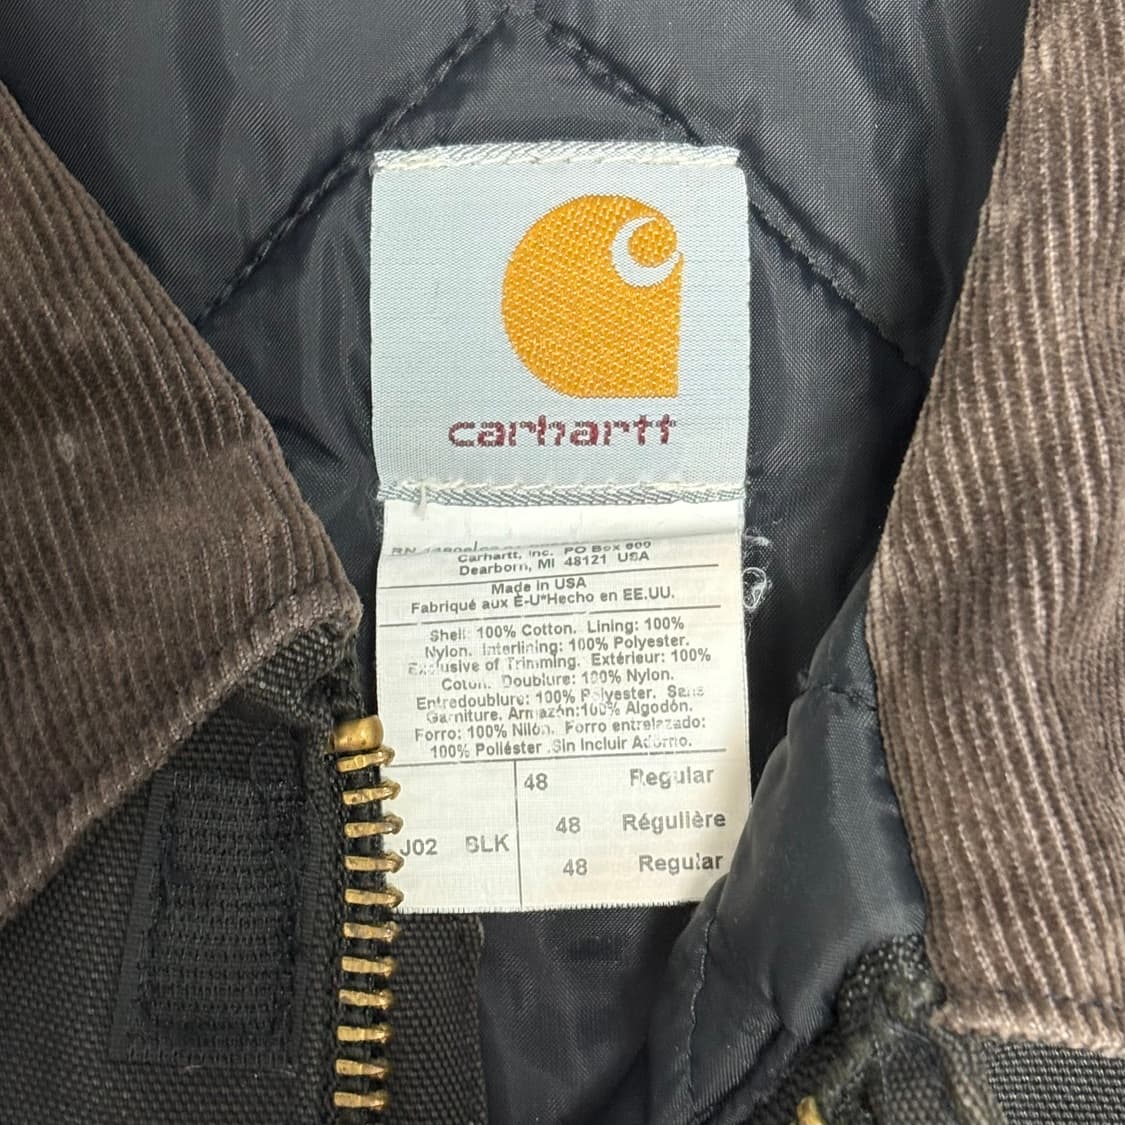 carhartt
Carhartt, Inc. PO Box 600
Dearborn, MI 48121 USA
Made in USA
Fabriqué aux É-U*Hecho en EE.UU.
Shell: 100% Cotton. Lining: 100%
Nylon. Interlining: 100% Polyester.
Exclusive of Trimming. Extérieur: 100%
Coton. Doublure: 100% Nylon.
Entredoublure: 100% Polyester. Sans
Garniture. Armazón:100% Algodón.
Forro: 100% Nilón. Forro entrelazado:
100% Poliéster .Sin Incluir Adorno.
48 Regular
48 Régulière
J02 BLK
48 Regular